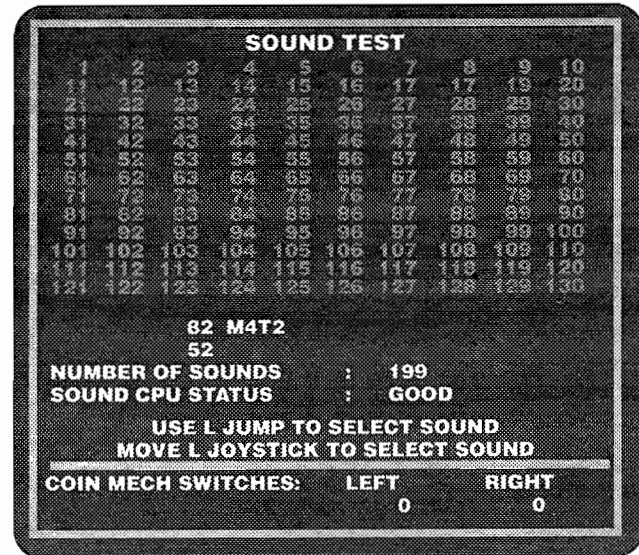 SOUND TEST
1 2 3 4 5 6 7 8 9 10
11 12 13 14 15 16 17 17 19 20
21 22 23 24 25 26 27 28 29 30
31 32 33 34 35 36 37 38 39 40
41 42 43 44 45 46 47 48 49 50
51 52 53 54 55 56 57 58 59 60
61 62 63 64 65 66 67 68 69 70
71 72 73 74 75 76 77 78 79 80
81 82 83 84 85 86 87 88 89 90
91 92 93 94 95 96 97 98 99 100
101 102 103 104 105 106 107 108 109 110
111 112 113 114 115 116 117 118 119 120
121 122 123 124 125 126 127 128 129 130
82 M4T2
52
NUMBER OF SOUNDS : 199
SOUND CPU STATUS : GOOD
USE L JUMP TO SELECT SOUND
MOVE L JOYSTICK TO SELECT SOUND
COIN MECH SWITCHES: LEFT RIGHT
0 0